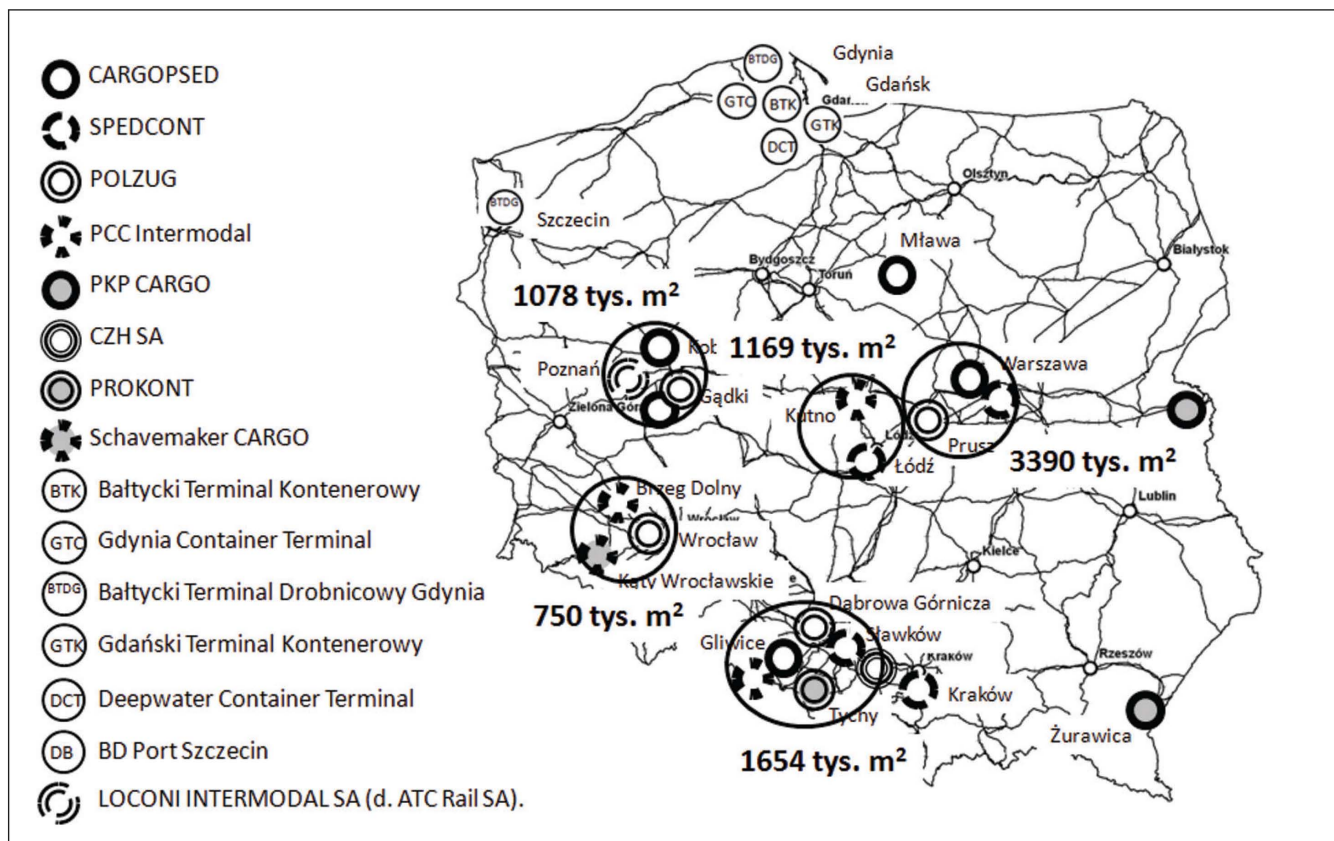 CARGOPSED
SPEDCONT
POLZUG
PCC Intermodal
PKP CARGO
CZH SA
PROKONT
Schavemaker CARGO
BTK Bałtycki Terminal Kontenerowy
GTC Gdynia Container Terminal
BTDG Bałtycki Terminal Drobnicowy Gdynia
GTK Gdański Terminal Kontenerowy
DCT Deepwater Container Terminal
DB BD Port Szczecin
LOCONI INTERMODAL SA (d. ATC Rail SA).
Gdynia
BTDG
Gdańsk
GTC
BTK
GTK
DCT
Olsztyn
BTDG
Szczecin
Mława
Białystok
Bydgoszcz
Toruń
1078 tys. m²
1169 tys. m²
Poznań
Warszawa
Gądki
Kutno
Zielona Góra
Prusz
Łódź
3390 tys. m²
Brzeg Dolny
Lublin
Wrocław
Kielce
Kąty Wrocławskie
750 tys. m²
Dąbrowa Górnicza
Sławków
Gliwice
Kraków
Rzeszów
Kraków
Tychy
Żurawica
1654 tys. m²